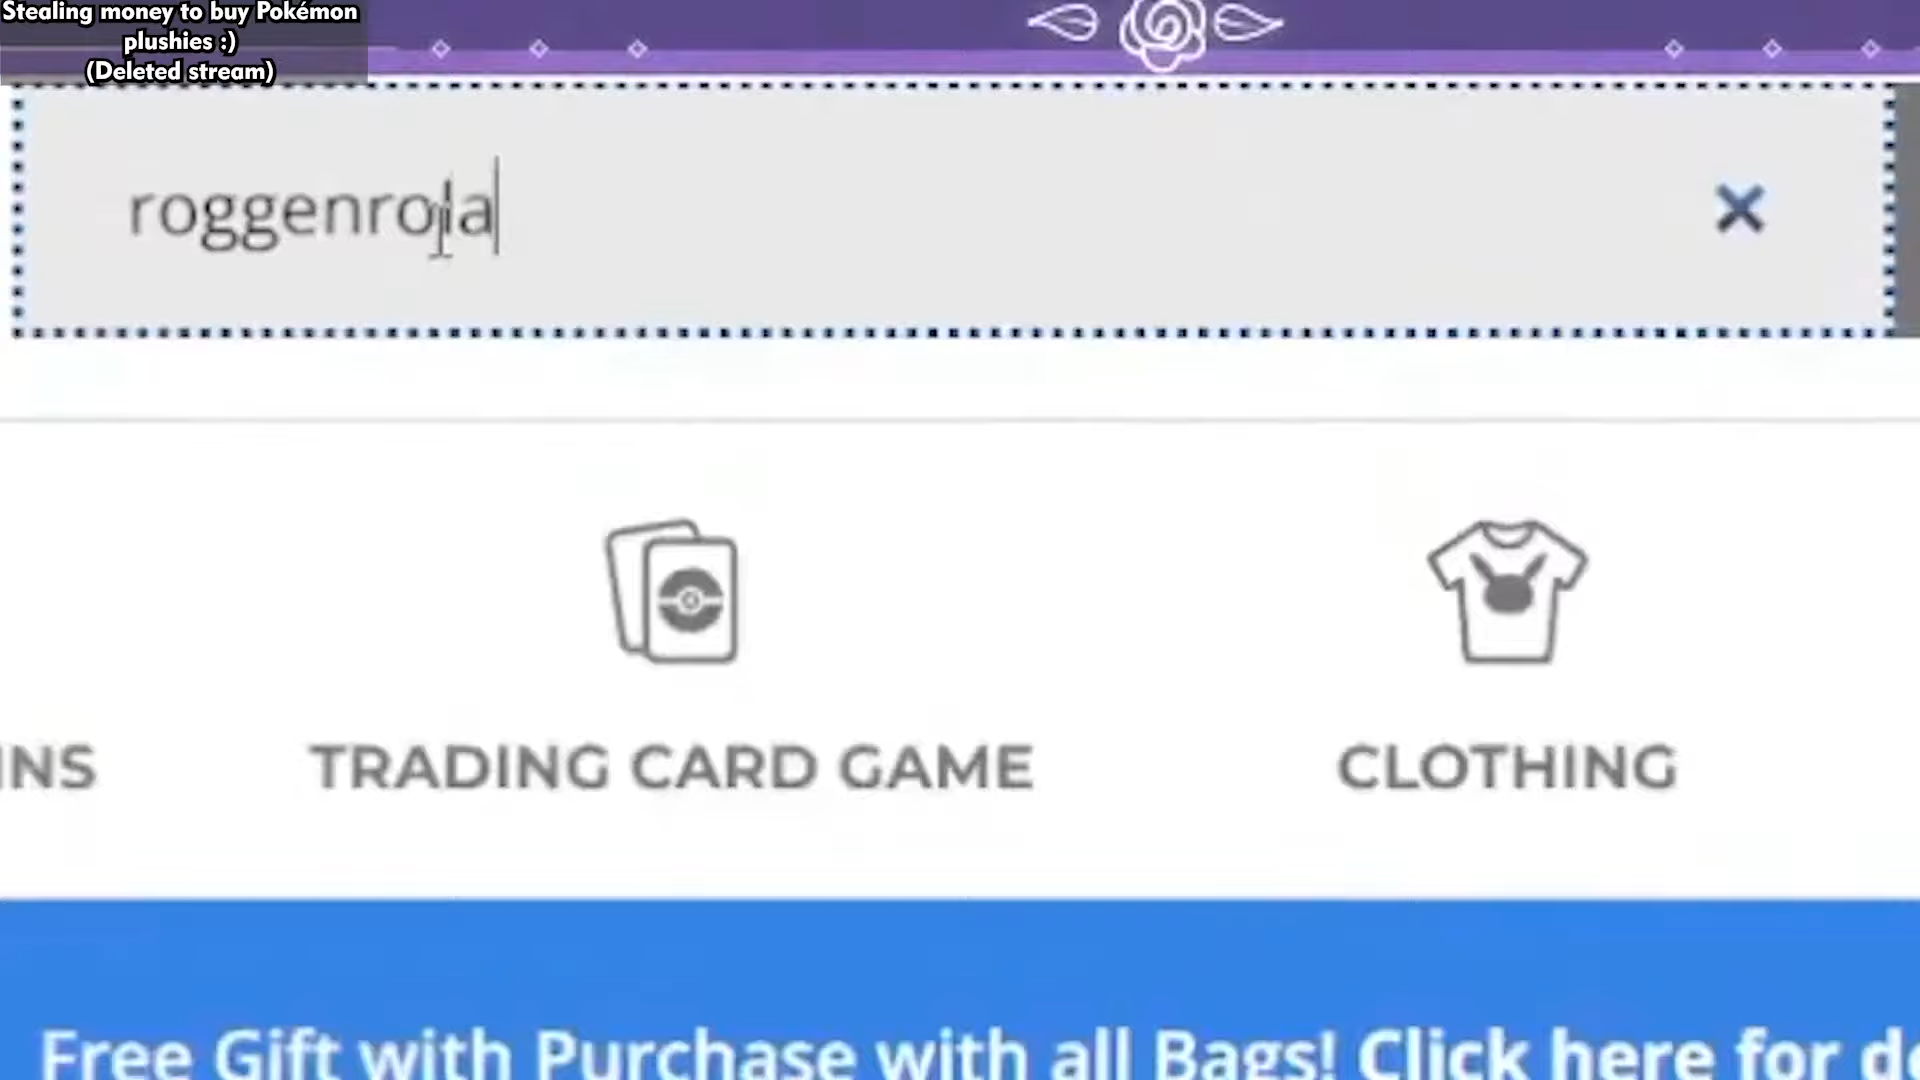 Stealing money to buy Pokémon
plushies :)
(Deleted stream)
roggenrola
INS
TRADING CARD GAME
CLOTHING
Free Gift with Purchase with all Bags! Click here for de